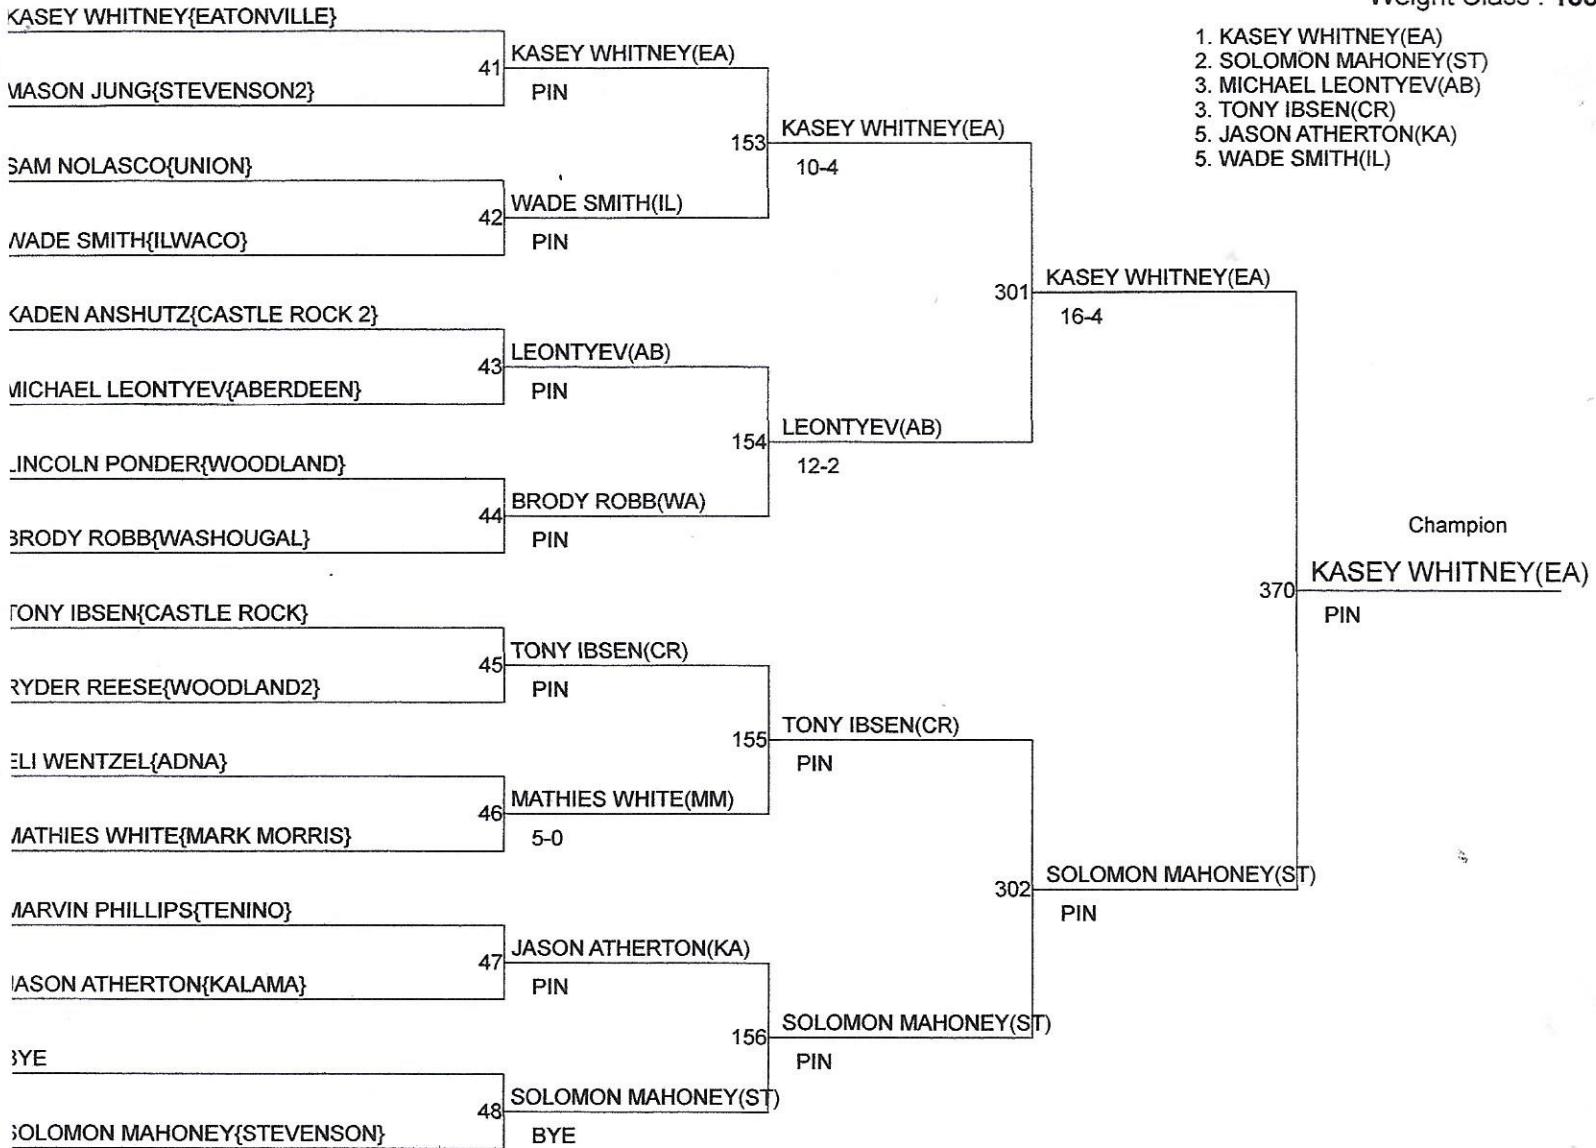 KASEY WHITNEY{EATONVILLE}
41
KASEY WHITNEY(EA)
PIN
MASON JUNG{STEVENSON2}
153
KASEY WHITNEY(EA)
10-4
SAM NOLASCO{UNION}
42
WADE SMITH(IL)
PIN
WADE SMITH{ILWACO}
301
KASEY WHITNEY(EA)
16-4
KADEN ANSHUTZ{CASTLE ROCK 2}
43
LEONTYEV(AB)
PIN
MICHAEL LEONTYEV{ABERDEEN}
154
LEONTYEV(AB)
12-2
LINCOLN PONDER{WOODLAND}
44
BRODY ROBB(WA)
PIN
BRODY ROBB{WASHOUGAL}
Champion
370
KASEY WHITNEY(EA)
PIN
TONY IBSEN{CASTLE ROCK}
45
TONY IBSEN(CR)
PIN
RYDER REESE{WOODLAND2}
155
TONY IBSEN(CR)
PIN
ELI WENTZEL{ADNA}
46
MATHIES WHITE(MM)
5-0
MATHIES WHITE{MARK MORRIS}
302
SOLOMON MAHONEY(ST)
PIN
MARVIN PHILLIPS{TENINO}
47
JASON ATHERTON(KA)
PIN
JASON ATHERTON{KALAMA}
156
SOLOMON MAHONEY(ST)
PIN
BYE
48
SOLOMON MAHONEY(ST)
BYE
SOLOMON MAHONEY{STEVENSON}
Weight Class :
1. KASEY WHITNEY(EA)
2. SOLOMON MAHONEY(ST)
3. MICHAEL LEONTYEV(AB)
3. TONY IBSEN(CR)
5. JASON ATHERTON(KA)
5. WADE SMITH(IL)